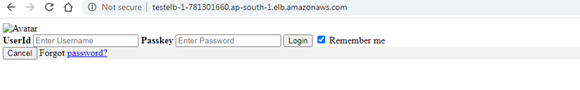 Not secure | testelb-1-781301660.ap-south-1.elb.amazonaws.com
Avatar
UserId Enter Username Passkey Enter Password Login Remember me
Cancel Forgot password?